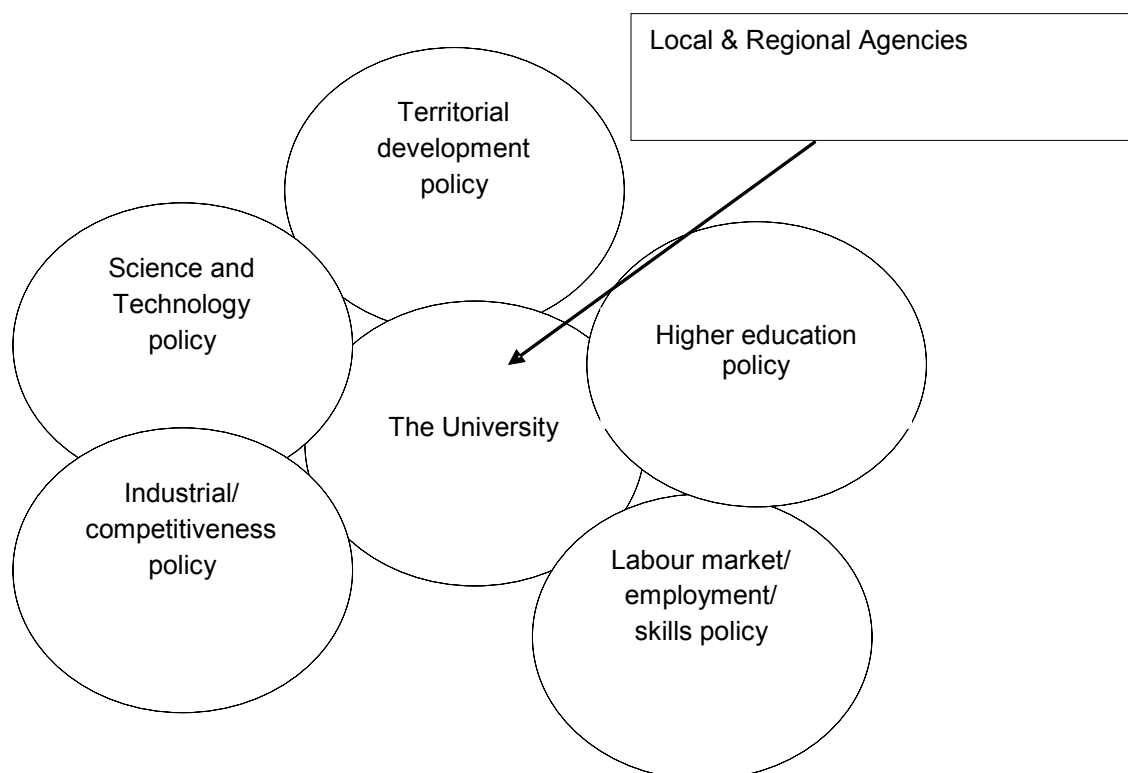 Local & Regional Agencies
Territorial
development
policy
Science and
Technology
policy
Higher education
policy
The University
Industrial/
competitiveness
policy
Labour market/
employment/
skills policy